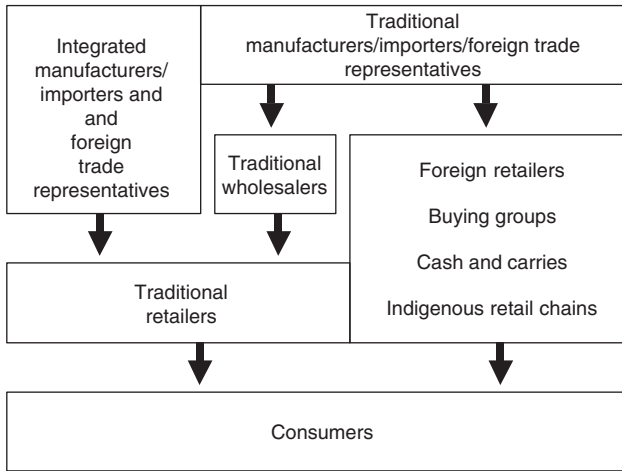 Integrated
manufacturers/
importers and
and
foreign
trade
representatives
Traditional
manufacturers/importers/foreign trade
representatives
Traditional
wholesalers
Foreign retailers
Buying groups
Cash and carries
Indigenous retail chains
Traditional
retailers
Consumers